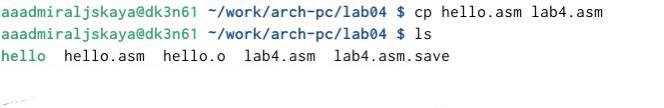 aaadmiraljskaya@dk3n61 ~/work/arch-pc/lab04 $ cp hello.asm lab4.asm
aaadmiraljskaya@dk3n61 ~/work/arch-pc/lab04 $ ls
hello  hello.asm  hello.o  lab4.asm  lab4.asm.save